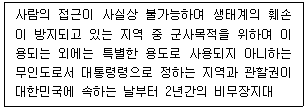 사람의 접근이 사실상 불가능하여 생태계의 훼손
이 방지되고 있는 지역 중 군사목적을 위하여 이
용되는 외에는 특별한 용도로 사용되지 아니하는
무인도로서 대통령령으로 정하는 지역과 관할권이
대한민국에 속하는 날부터 2년간의 비무장지대